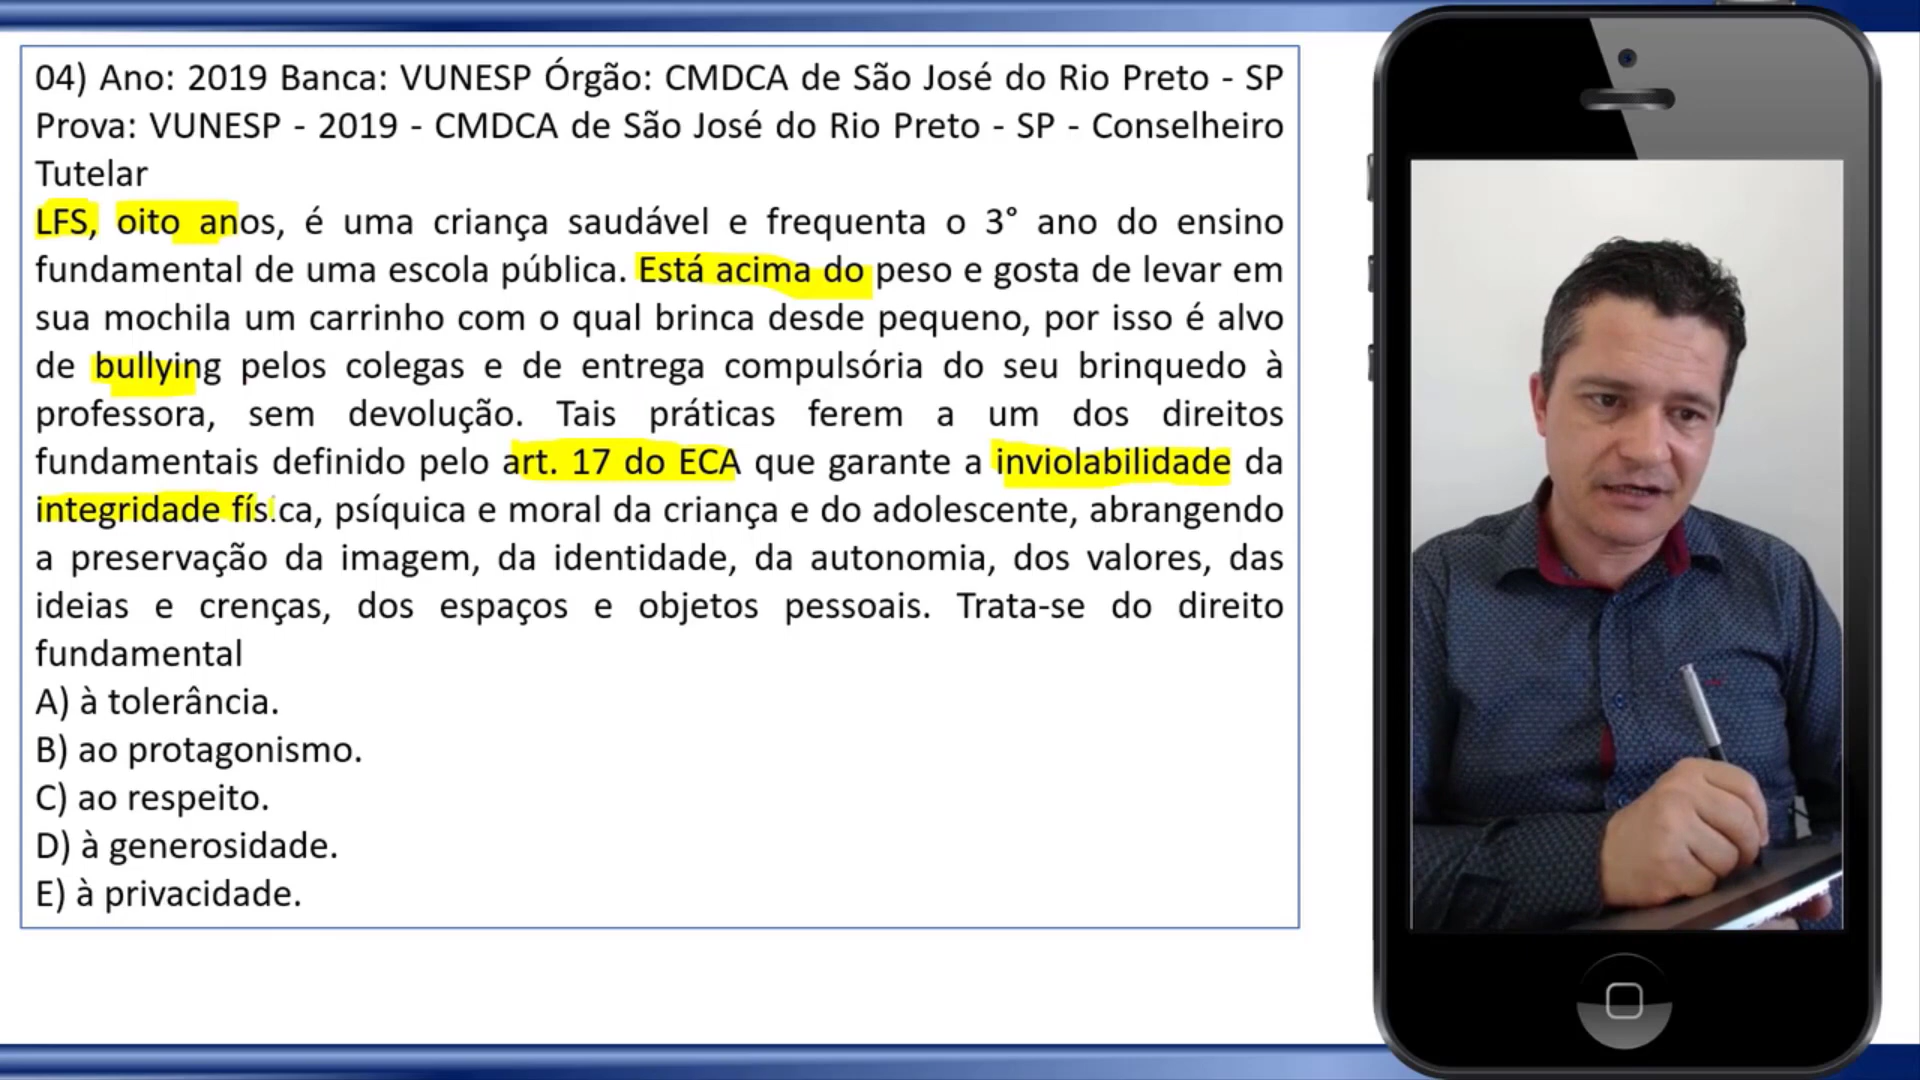 04) Ano: 2019 Banca: VUNESP Órgão: CMDCA de São José do Rio Preto - SP
Prova: VUNESP - 2019 - CMDCA de São José do Rio Preto - SP - Conselheiro
Tutelar
LFS, oito anos, é uma criança saudável e frequenta o 3° ano do ensino
fundamental de uma escola pública. Está acima do peso e gosta de levar em
sua mochila um carrinho com o qual brinca desde pequeno, por isso é alvo
de bullying pelos colegas e de entrega compulsória do seu brinquedo à
professora, sem devolução. Tais práticas ferem a um dos direitos
fundamentais definido pelo art. 17 do ECA que garante a inviolabilidade da
integridade física, psíquica e moral da criança e do adolescente, abrangendo
a preservação da imagem, da identidade, da autonomia, dos valores, das
ideias e crenças, dos espaços e objetos pessoais. Trata-se do direito
fundamental
A) à tolerância.
B) ao protagonismo.
C) ao respeito.
D) à generosidade.
E) à privacidade.